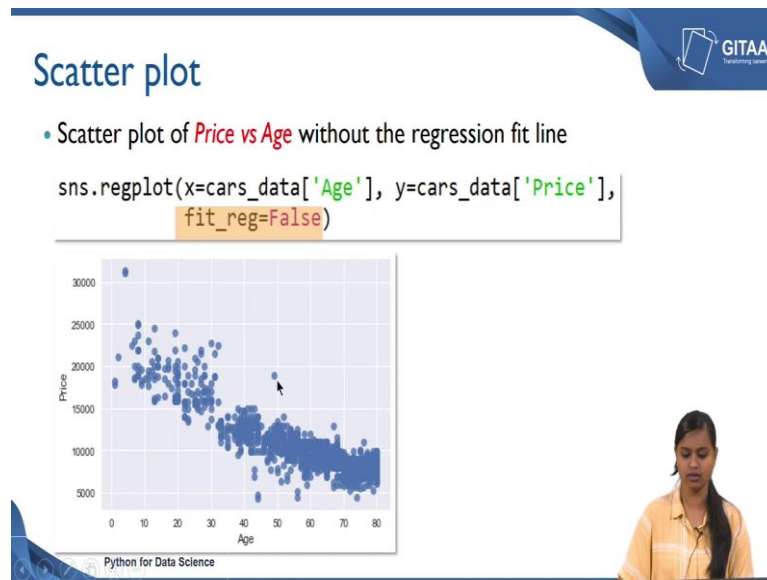 GITAA
Transforming careers
Scatter plot
• Scatter plot of Price vs Age without the regression fit line
sns.regplot(x=cars_data['Age'], y=cars_data['Price'],
fit_reg=False)
30000
25000
20000
15000
10000
5000
Price
0 10 20 30 40 50 60 70 80
Age
Python for Data Science